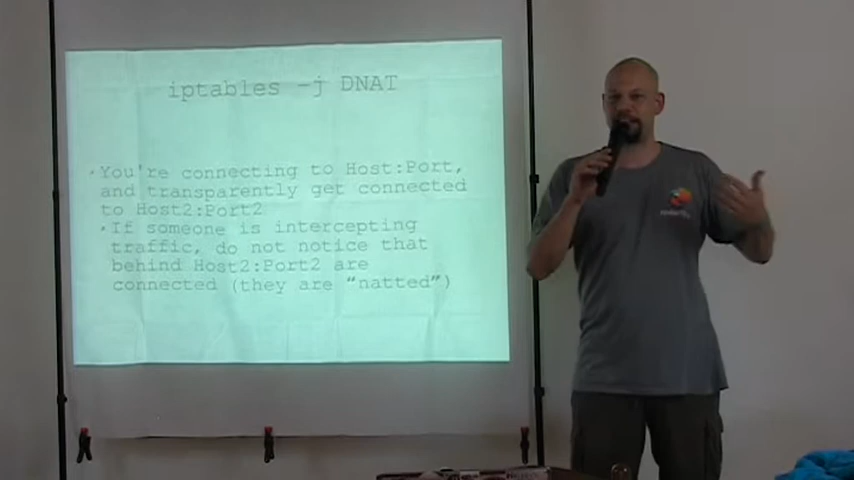 iptables -j DNAT
·You're connecting to Host:Port,
and transparently get connected
to Host2:Port2
·If someone is intercepting
traffic, do not notice that
behind Host2:Port2 are
connected (they are “natted”)